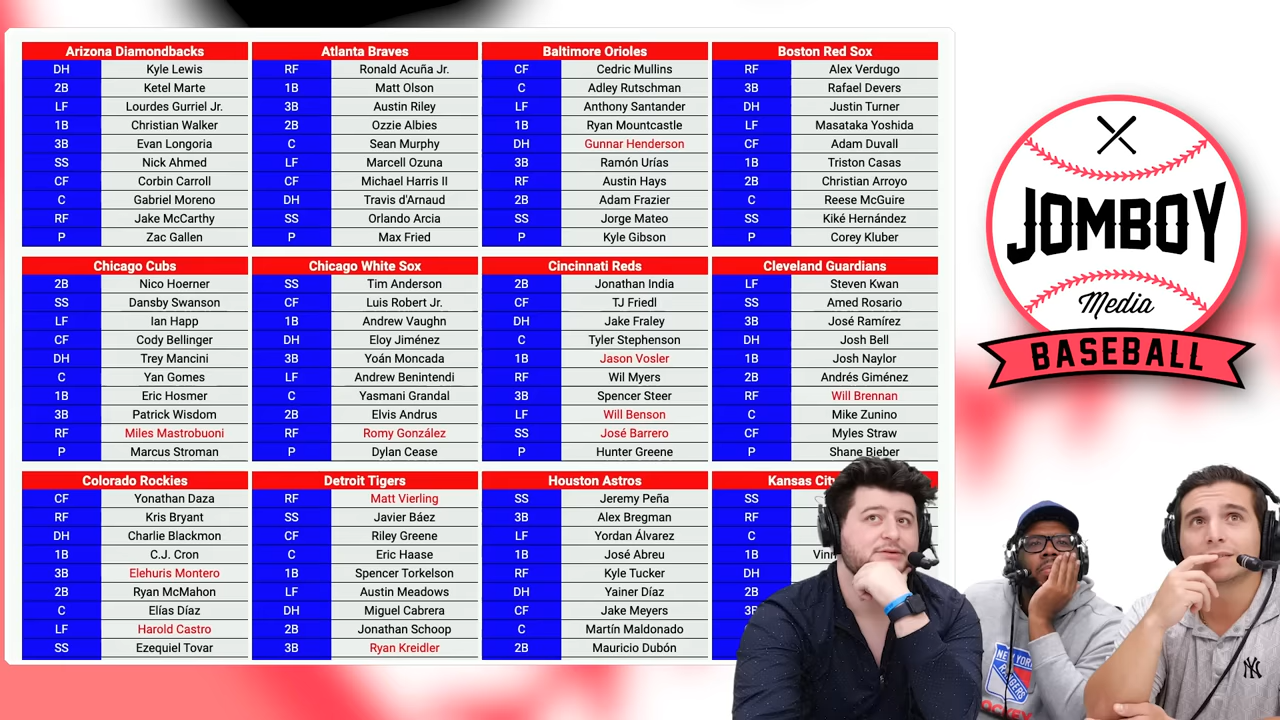 Arizona Diamondbacks
DH Kyle Lewis
2B Ketel Marte
LF Lourdes Gurriel Jr.
1B Christian Walker
3B Evan Longoria
SS Nick Ahmed
CF Corbin Carroll
C Gabriel Moreno
RF Jake McCarthy
P Zac Gallen
Atlanta Braves
RF Ronald Acuña Jr.
1B Matt Olson
3B Austin Riley
2B Ozzie Albies
C Sean Murphy
LF Marcell Ozuna
CF Michael Harris II
DH Travis d'Arnaud
SS Orlando Arcia
P Max Fried
Baltimore Orioles
CF Cedric Mullins
C Adley Rutschman
LF Anthony Santander
1B Ryan Mountcastle
DH Gunnar Henderson
3B Ramón Urías
RF Austin Hays
2B Adam Frazier
SS Jorge Mateo
P Kyle Gibson
Boston Red Sox
RF Alex Verdugo
3B Rafael Devers
DH Justin Turner
LF Masataka Yoshida
CF Adam Duvall
1B Triston Casas
2B Christian Arroyo
C Reese McGuire
SS Kiké Hernández
P Corey Kluber
Chicago Cubs
2B Nico Hoerner
SS Dansby Swanson
LF Ian Happ
CF Cody Bellinger
DH Trey Mancini
C Yan Gomes
1B Eric Hosmer
3B Patrick Wisdom
RF Miles Mastrobuoni
P Marcus Stroman
Chicago White Sox
SS Tim Anderson
CF Luis Robert Jr.
1B Andrew Vaughn
DH Eloy Jiménez
3B Yoán Moncada
LF Andrew Benintendi
C Yasmani Grandal
2B Elvis Andrus
RF Romy González
P Dylan Cease
Cincinnati Reds
2B Jonathan India
CF TJ Friedl
DH Jake Fraley
C Tyler Stephenson
1B Jason Vosler
RF Wil Myers
3B Spencer Steer
LF Will Benson
SS José Barrero
P Hunter Greene
Cleveland Guardians
LF Steven Kwan
SS Amed Rosario
3B José Ramírez
DH Josh Bell
1B Josh Naylor
2B Andrés Giménez
RF Will Brennan
C Mike Zunino
CF Myles Straw
P Shane Bieber
Colorado Rockies
CF Yonathan Daza
RF Kris Bryant
DH Charlie Blackmon
1B C.J. Cron
3B Elehuris Montero
2B Ryan McMahon
C Elías Díaz
LF Harold Castro
SS Ezequiel Tovar
Detroit Tigers
RF Matt Vierling
SS Javier Báez
CF Riley Greene
C Eric Haase
1B Spencer Torkelson
LF Austin Meadows
DH Miguel Cabrera
2B Jonathan Schoop
3B Ryan Kreidler
Houston Astros
SS Jeremy Peña
3B Alex Bregman
LF Yordan Álvarez
1B José Abreu
RF Kyle Tucker
DH Yainer Díaz
CF Jake Meyers
C Martín Maldonado
2B Mauricio Dubón
Kansas
SS
RF
C
1B
DH
2B
JOMBOY
Media
BASEBALL
NEW YORK
RANGERS
NY